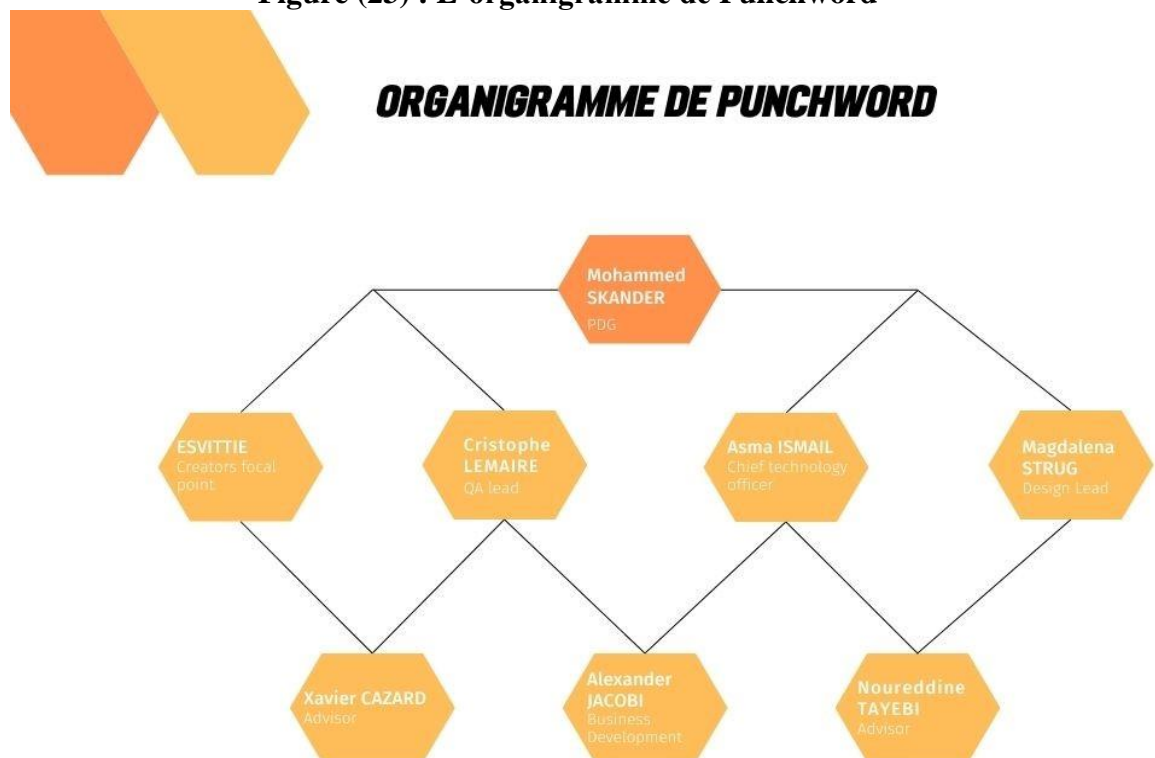 Figure (23) : L'organigramme de Punchword
ORGANIGRAMME DE PUNCHWORD
Mohammed
SKANDER
PDG
ESVITTIE
Creators focal
point
Cristophe
LEMAIRE
QA lead
Asma ISMAIL
Chief technology
officer
Magdalena
STRUG
Design Lead
Xavier CAZARD
Advisor
Alexander
JACOBI
Business
Development
Noureddine
TAYEBI
Advisor